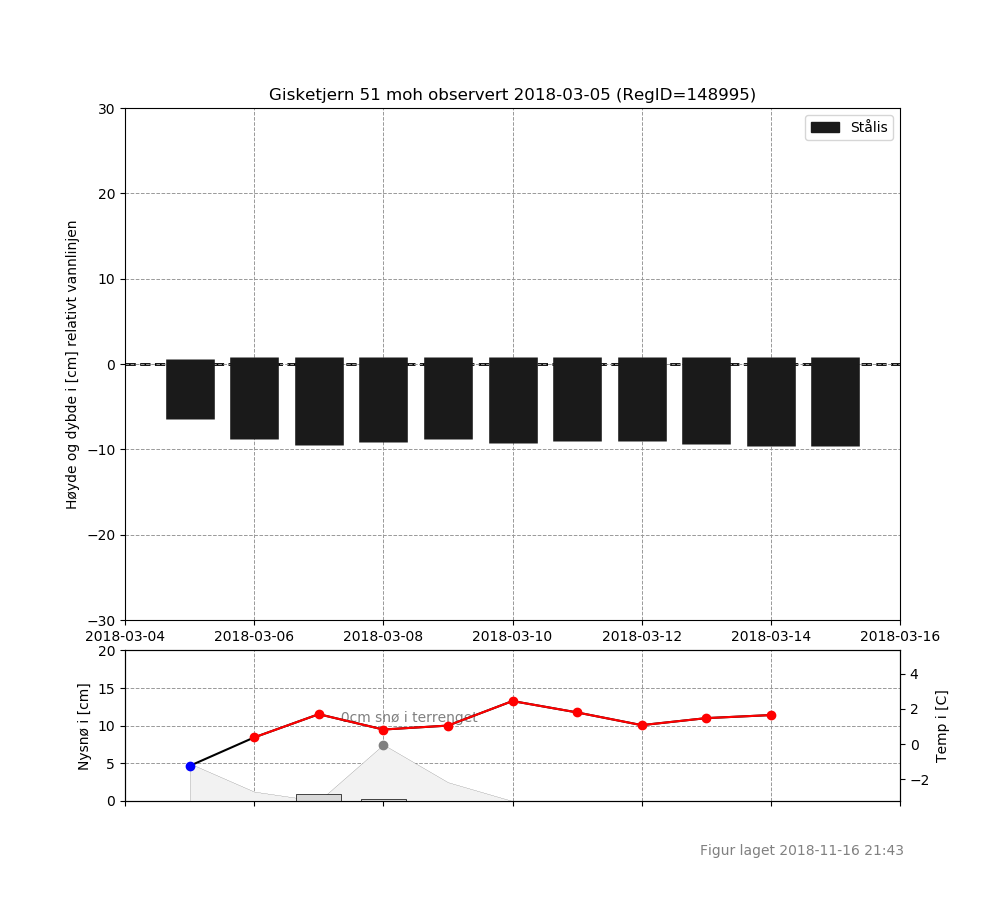 Gisketjern 51 moh observert 2018-03-05 (RegID=148995)
Stålis
Høyde og dybde i [cm] relativt vannlinjen
30
20
10
0
−10
−20
−30
2018-03-04 2018-03-06 2018-03-08 2018-03-10 2018-03-12 2018-03-14 2018-03-16
Nysnø i [cm]
20
15
10
5
0
0cm snø i terrenget
4
2
0
−2
Temp i [C]
Figur laget 2018-11-16 21:43